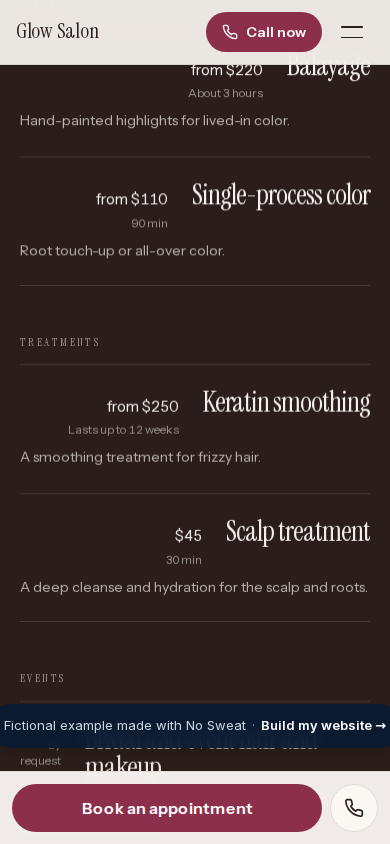 Glow Salon
Call now
from $220
Balayage
About 3 hours
Hand-painted highlights for lived-in color.
from $110
Single-process color
90 min
Root touch-up or all-over color.
TREATMENTS
from $250
Keratin smoothing
Lasts up to 12 weeks
A smoothing treatment for frizzy hair.
$45
Scalp treatment
30 min
A deep cleanse and hydration for the scalp and roots.
EVENTS
Fictional example made with No Sweat · Build my website →
request
makeup
Book an appointment